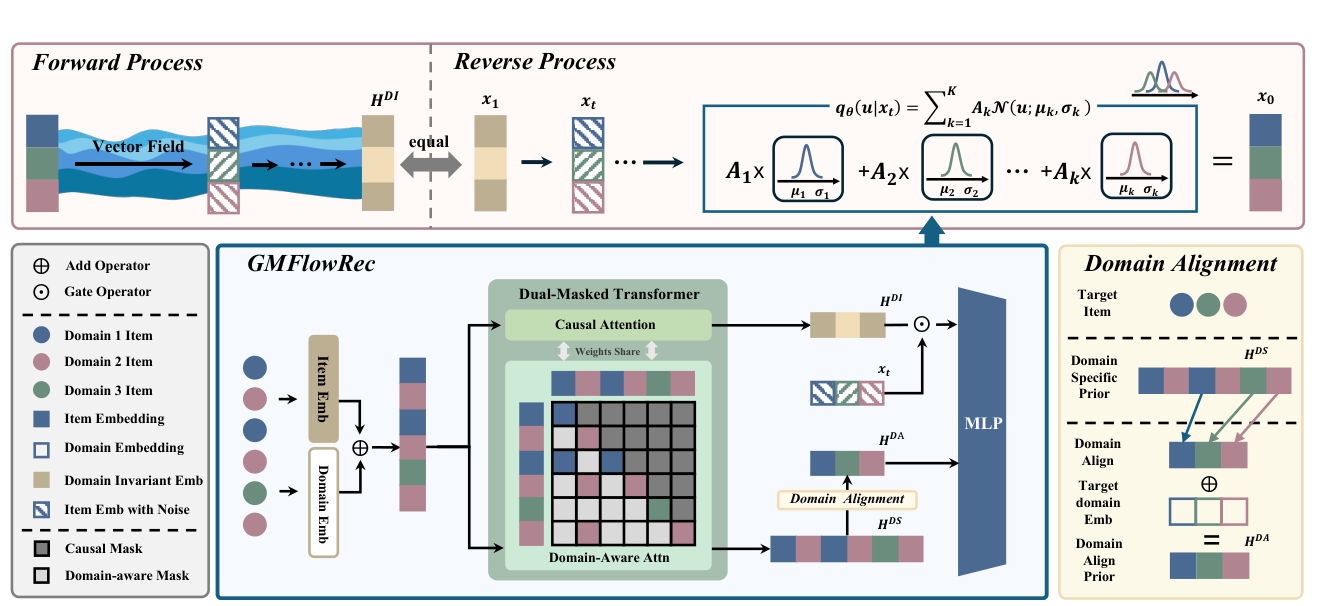 Forward Process
Reverse Process
H^{DI}
x_1
x_t
q_θ(u|x_t) = ∑_{k=1}^{K} A_k 𝒩(u; μ_k, σ_k)
x_0
Vector Field
...
equal
...
A_1 x
μ_1 σ_1
+A_2 x
μ_2 σ_2
...
+A_k x
μ_k σ_k
=
⊕ Add Operator
⊙ Gate Operator
Domain 1 Item
Domain 2 Item
Domain 3 Item
Item Embedding
Domain Embedding
Domain Invariant Emb
Item Emb with Noise
Causal Mask
Domain-aware Mask
GMFlowRec
Item Emb
Domain Emb
⊕
Dual-Masked Transformer
Causal Attention
Weights Share
Domain-Aware Attn
H^{DI}
⊙
x_t
H^{DA}
Domain Alignment
H^{DS}
MLP
Domain Alignment
Target
Item
Domain
Specific
Prior
H^{DS}
Domain
Align
⊕
Target
domain
Emb
=
H^{DA}
Domain
Align
Prior